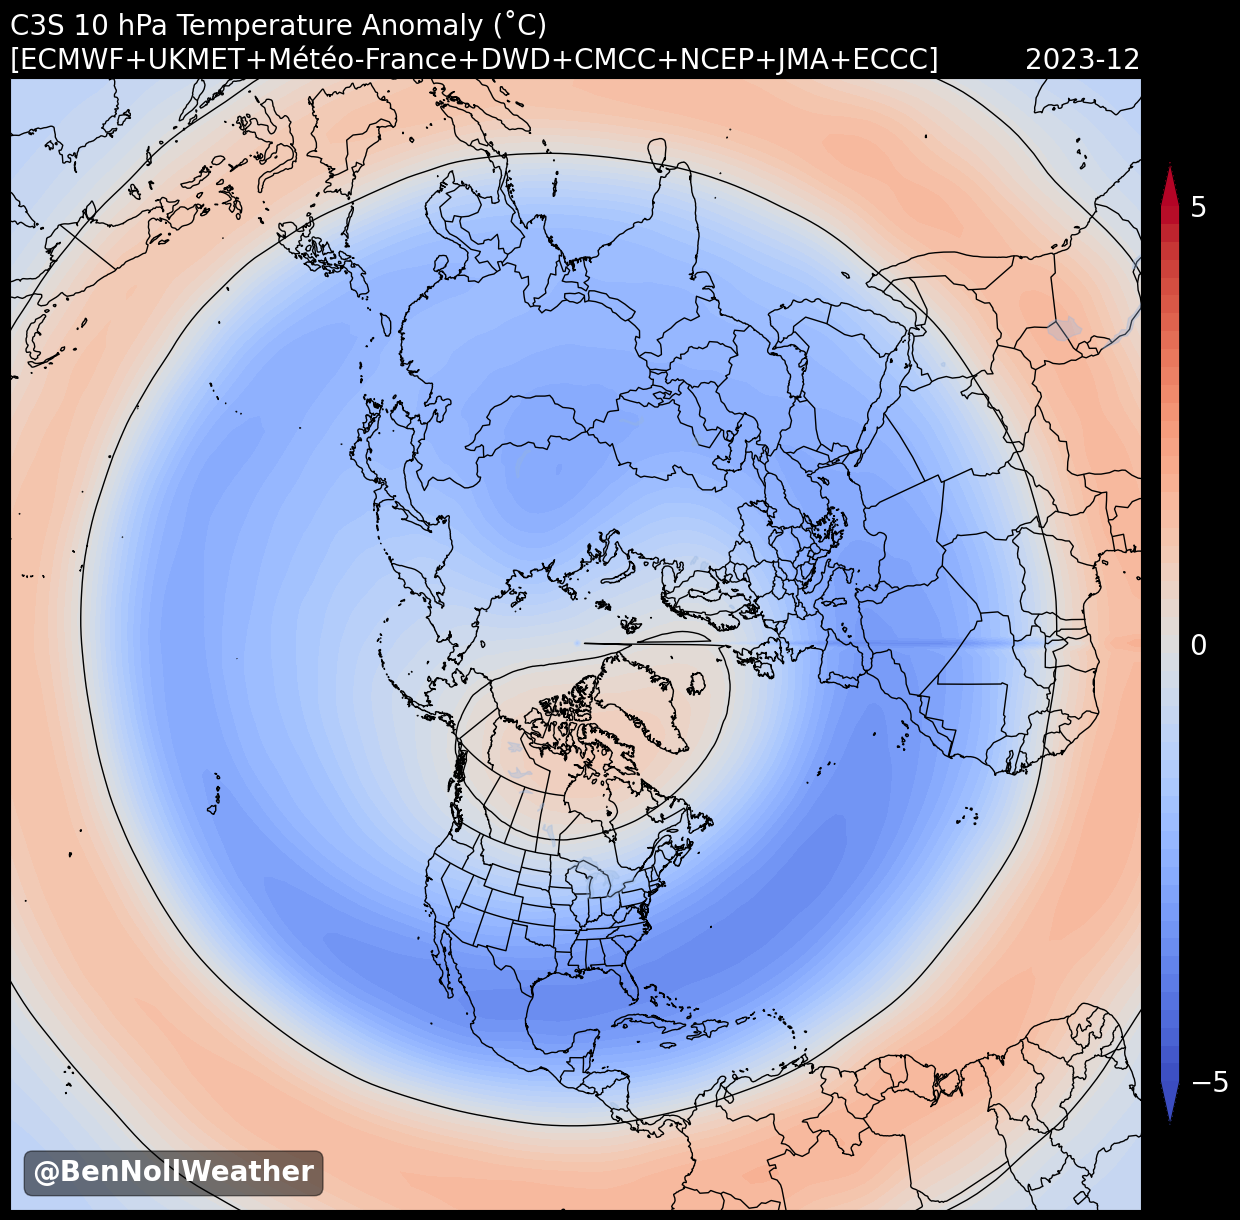 C3S 10 hPa Temperature Anomaly (˚C)
[ECMWF+UKMET+Météo-France+DWD+CMCC+NCEP+JMA+ECCC] 2023-12
5
0
−5
@BenNollWeather